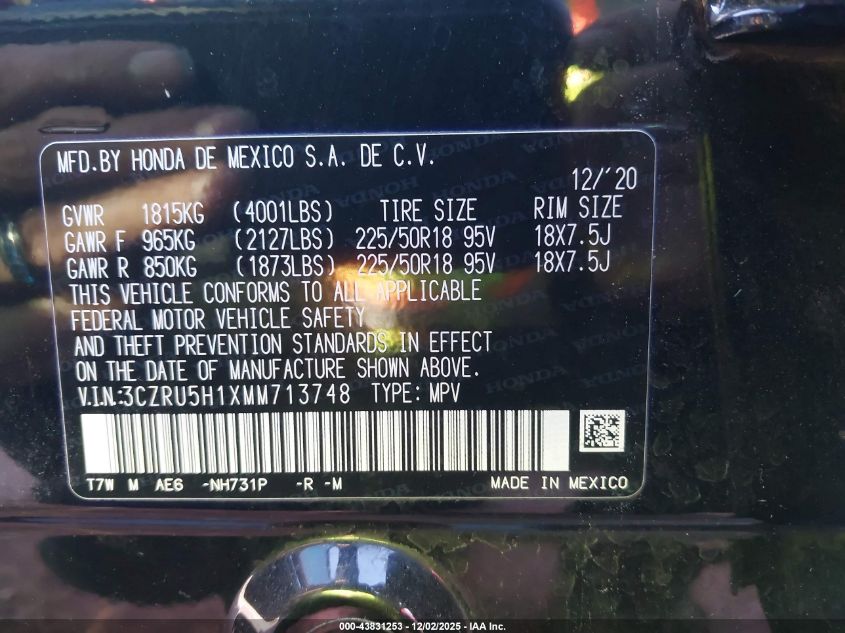 MFD.BY HONDA DE MEXICO S.A. DE C.V.
12/'20
GVWR 1815KG (4001LBS) TIRE SIZE RIM SIZE
GAWR F 965KG (2127LBS) 225/50R18 95V 18X7.5J
GAWR R 850KG (1873LBS) 225/50R18 95V 18X7.5J
THIS VEHICLE CONFORMS TO ALL APPLICABLE
FEDERAL MOTOR VEHICLE SAFETY
AND THEFT PREVENTION STANDARDS IN EFFECT
ON THE DATE OF MANUFACTURE SHOWN ABOVE.
V.I.N.:3CZRU5H1XMM713748 TYPE: MPV
T7W M AE6 -NH731P -R -M MADE IN MEXICO
000-43831253 - 12/02/2025 - IAA Inc.